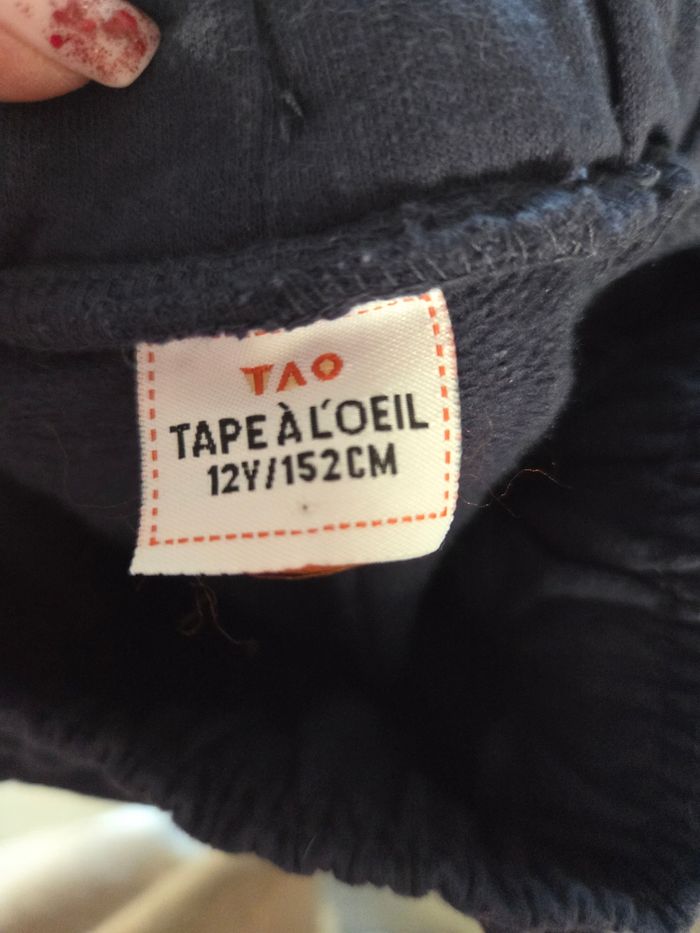 TAO
TAPE À L'OEIL
12Y/152CM